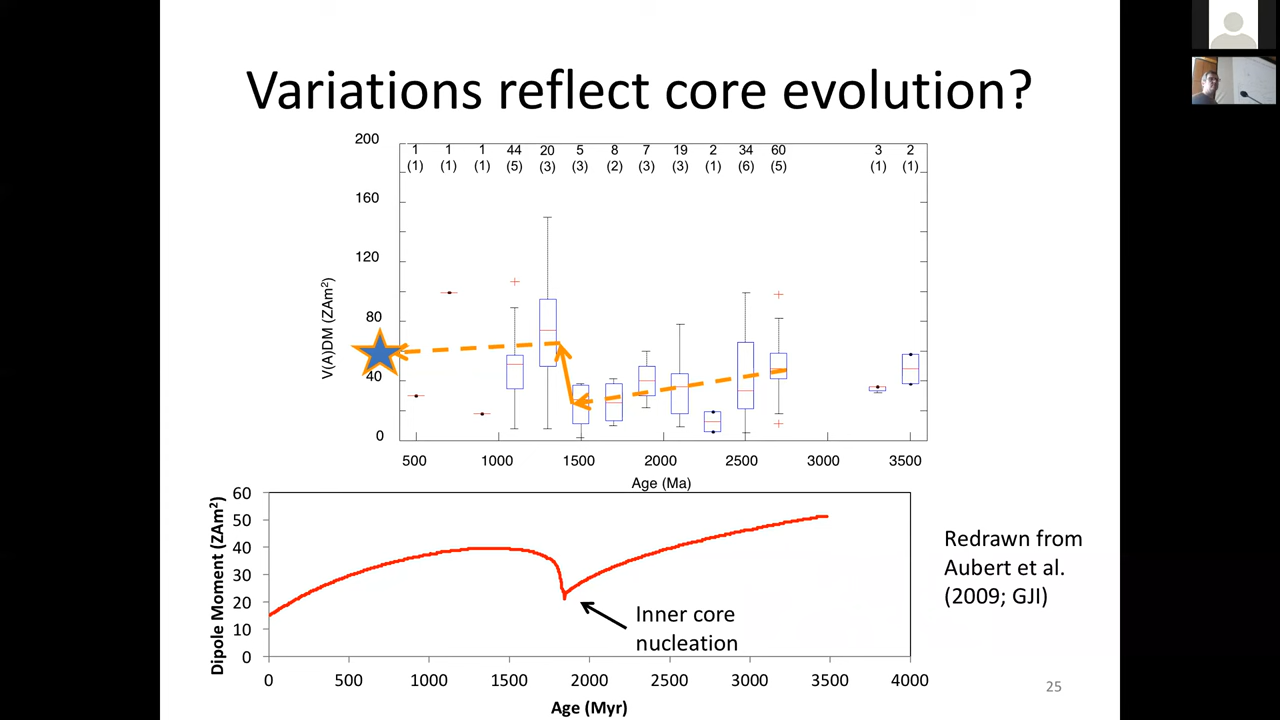 Variations reflect core evolution?
200
160
120
80
40
0
V(A)DM (ZAm²)
1 1 1 44 20 5 8 7 19 2 34 60 3 2
(1) (1) (1) (5) (3) (3) (2) (3) (3) (1) (6) (5) (1) (1)
500 1000 1500 2000 2500 3000 3500
Age (Ma)
60
50
40
30
20
10
0
Dipole Moment (ZAm²)
Inner core
nucleation
0 500 1000 1500 2000 2500 3000 3500 4000
Age (Myr)
Redrawn from
Aubert et al.
(2009; GJI)
25